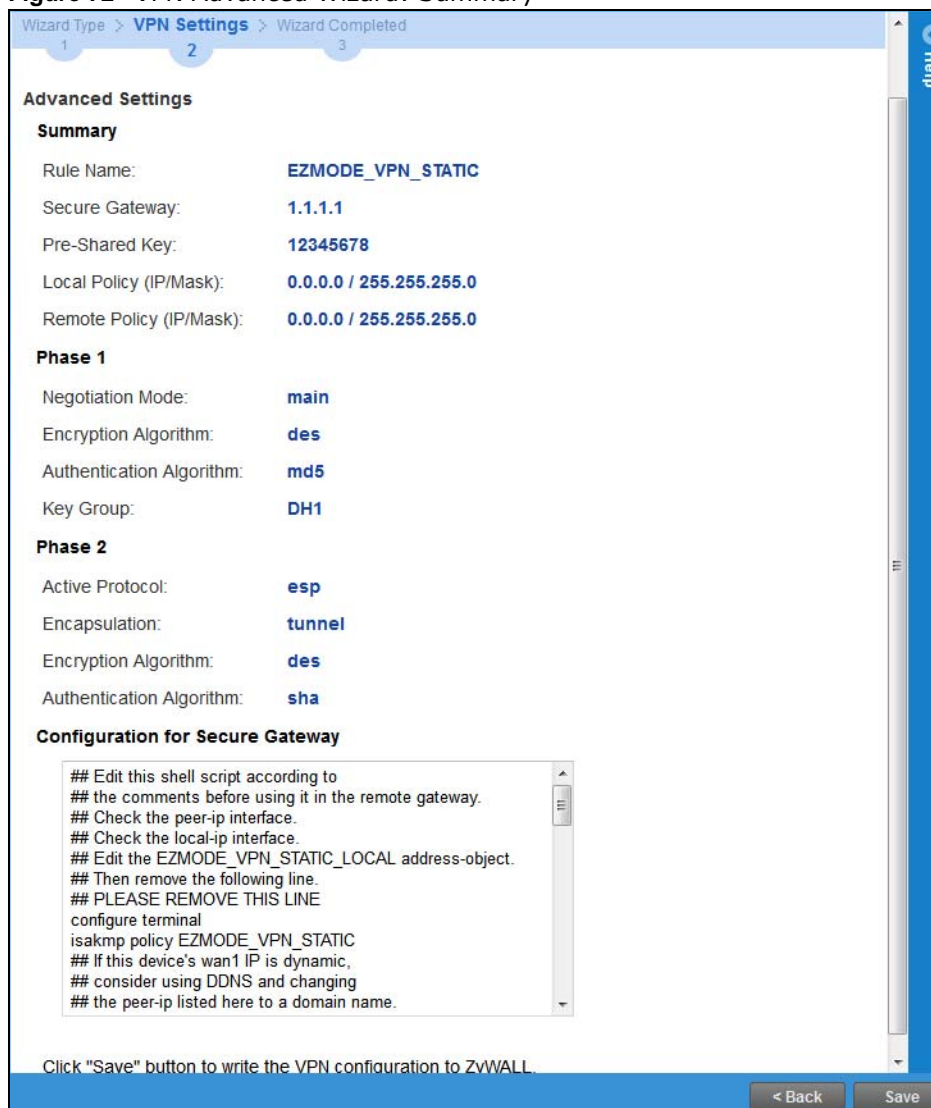 Wizard Type > VPN Settings > Wizard Completed
1 2 3
Help
Advanced Settings
Summary
Rule Name: EZMODE_VPN_STATIC
Secure Gateway: 1.1.1.1
Pre-Shared Key: 12345678
Local Policy (IP/Mask): 0.0.0.0 / 255.255.255.0
Remote Policy (IP/Mask): 0.0.0.0 / 255.255.255.0
Phase 1
Negotiation Mode: main
Encryption Algorithm: des
Authentication Algorithm: md5
Key Group: DH1
Phase 2
Active Protocol: esp
Encapsulation: tunnel
Encryption Algorithm: des
Authentication Algorithm: sha
Configuration for Secure Gateway
## Edit this shell script according to
## the comments before using it in the remote gateway.
## Check the peer-ip interface.
## Check the local-ip interface.
## Edit the EZMODE_VPN_STATIC_LOCAL address-object.
## Then remove the following line.
## PLEASE REMOVE THIS LINE
configure terminal
isakmp policy EZMODE_VPN_STATIC
## If this device's wan1 IP is dynamic,
## consider using DDNS and changing
## the peer-ip listed here to a domain name.
Click "Save" button to write the VPN configuration to ZyWALL.
< Back Save